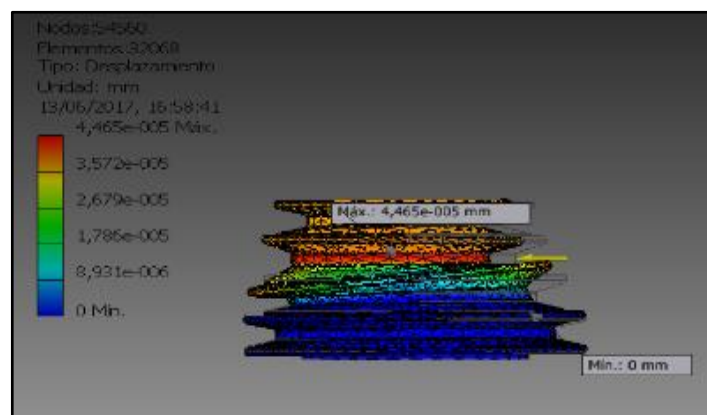 Nodos:54560
Elementos:32068
Tipo: Desplazamiento
Unidad: mm
13/06/2017, 16:58:41
4,465e-005 Máx.
3,572e-005
2,679e-005
1,786e-005
8,931e-006
0 Mín.
Máx.: 4,465e-005 mm
Mín.: 0 mm